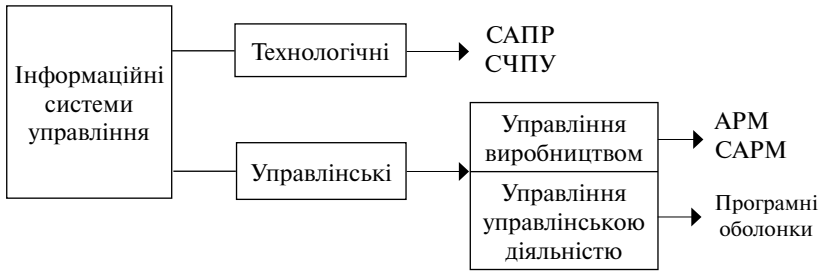 Інформаційні
системи
управління
Технологічні
САПР
СЧПУ
Управлінські
Управління
виробництвом
АРМ
САРМ
Управління
управлінською
діяльністю
Програмні
оболонки